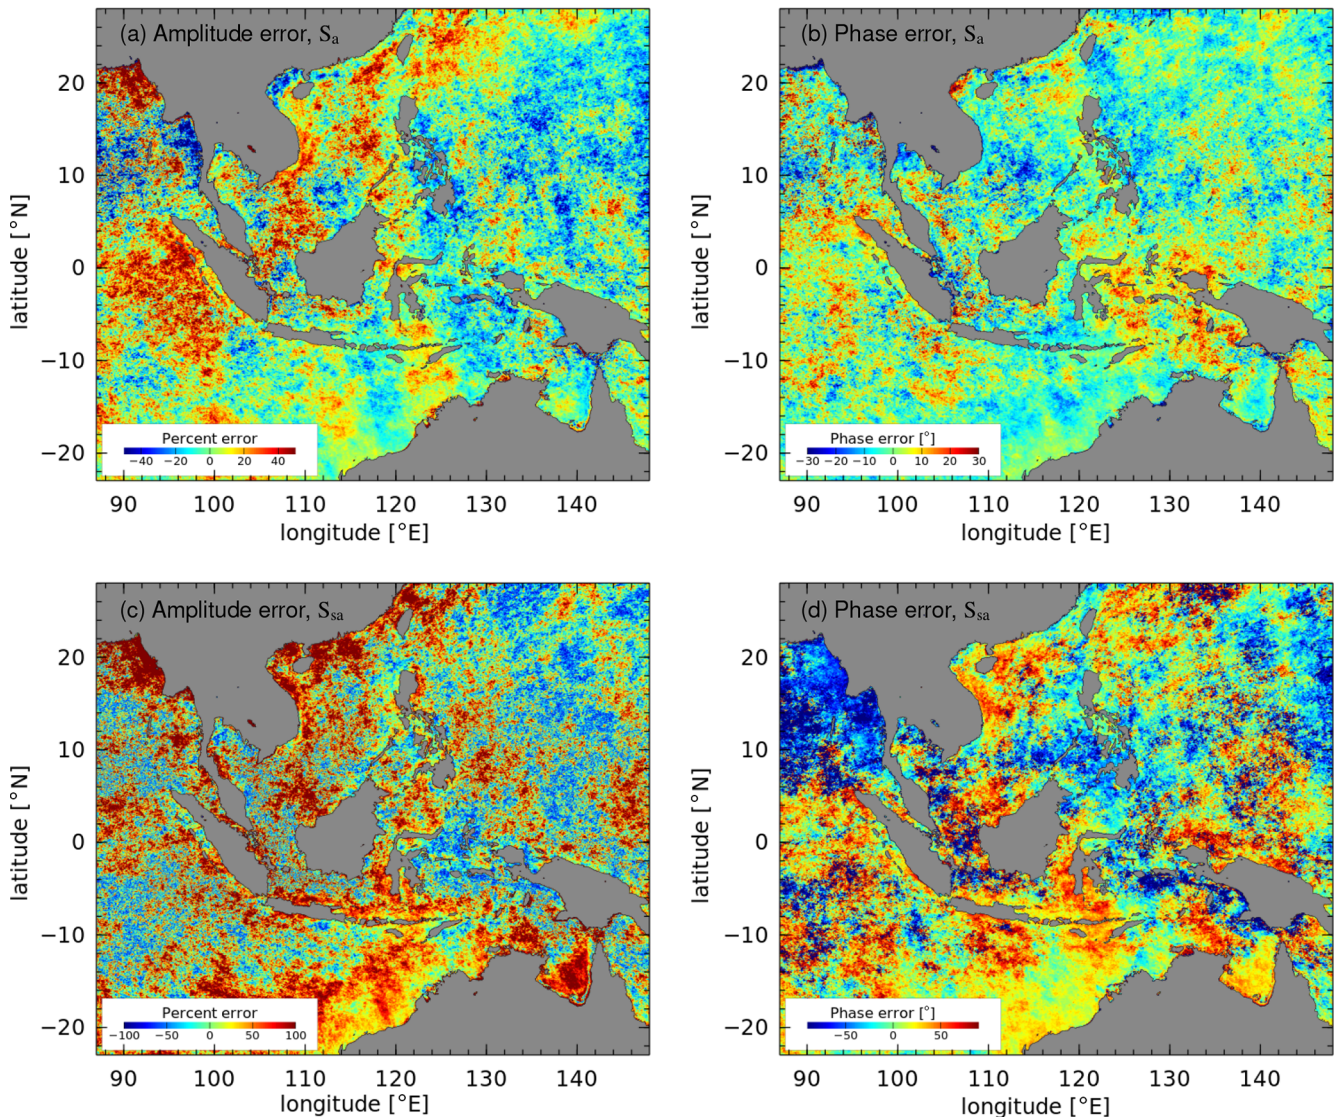 (a) Amplitude error, Sa
20
10
0
−10
−20
latitude [°N]
Percent error
−40 −20 0 20 40
90 100 110 120 130 140
longitude [°E]
(b) Phase error, Sa
20
10
0
−10
−20
latitude [°N]
Phase error [°]
−30 −20 −10 0 10 20 30
90 100 110 120 130 140
longitude [°E]
(c) Amplitude error, Ssa
20
10
0
−10
−20
latitude [°N]
Percent error
−100 −50 0 50 100
90 100 110 120 130 140
longitude [°E]
(d) Phase error, Ssa
20
10
0
−10
−20
latitude [°N]
Phase error [°]
−50 0 50
90 100 110 120 130 140
longitude [°E]